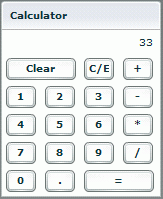 Calculator
33
Clear C/E +
1 2 3 -
4 5 6 *
7 8 9 /
0 . =